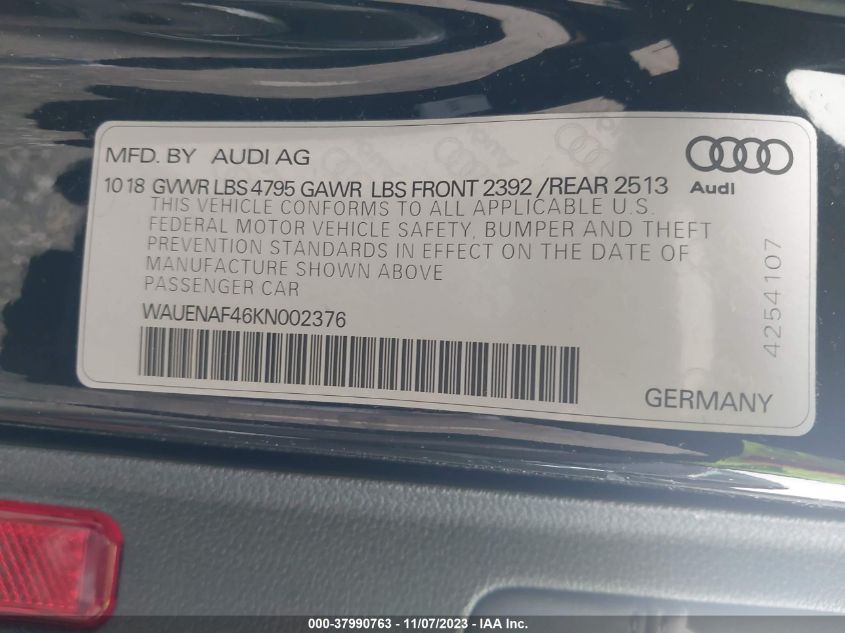 MFD. BY AUDI AG
10 18 GVWR LBS 4795 GAWR LBS FRONT 2392 /REAR 2513
Audi
THIS VEHICLE CONFORMS TO ALL APPLICABLE U.S.
FEDERAL MOTOR VEHICLE SAFETY, BUMPER AND THEFT
PREVENTION STANDARDS IN EFFECT ON THE DATE OF
MANUFACTURE SHOWN ABOVE
PASSENGER CAR
WAUENAF46KN002376
4254107
GERMANY
000-37990763 - 11/07/2023 - IAA Inc.